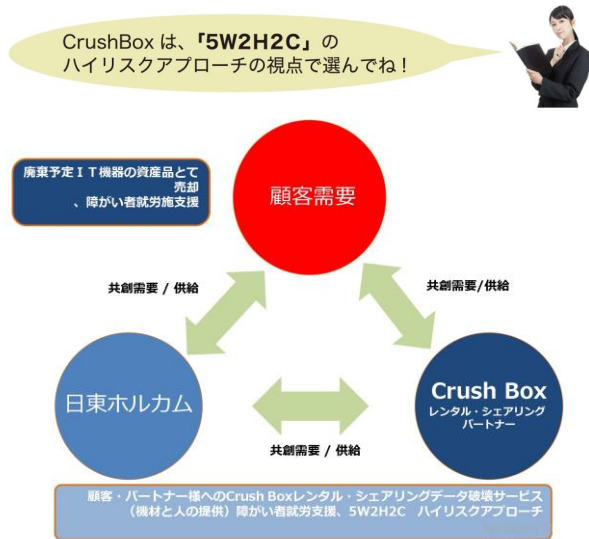 CrushBox は、「5W2H2C」の
ハイリスクアプローチの視点で選んでね！
廃棄予定ＩＴ機器の資産品とて
売却
、障がい者就労施支援
顧客需要
共創需要 / 供給
共創需要/供給
日東ホルカム
Crush Box
レンタル・シェアリング
パートナー
共創需要 / 供給
顧客・パートナー様へのCrush Boxレンタル・シェアリングデータ破壊サービス
（機材と人の提供）障がい者就労支援、5W2H2C　ハイリスクアプローチ